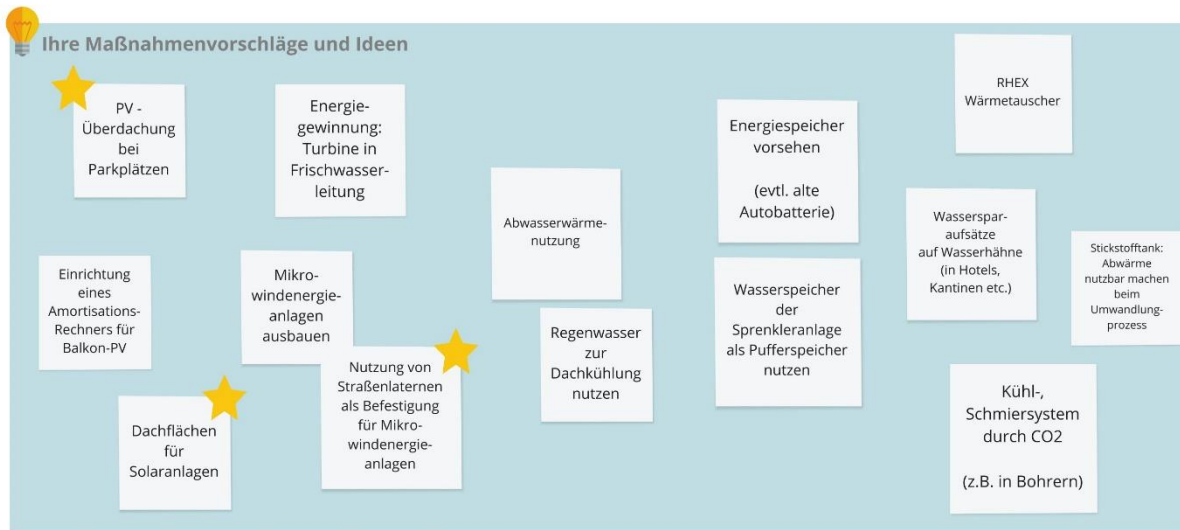 Ihre Maßnahmenvorschläge und Ideen
PV -
Überdachung
bei
Parkplätzen
Energie-
gewinnung:
Turbine in
Frischwasser-
leitung
Abwasserwärme-
nutzung
Energiespeicher
vorsehen
(evtl. alte
Autobatterie)
RHEX
Wärmetauscher
Wasserspar-
aufsätze
auf Wasserhähne
(in Hotels,
Kantinen etc.)
Stickstofftank:
Abwärme
nutzbar machen
beim
Umwandlung-
prozess
Einrichtung
eines
Amortisations-
Rechners für
Balkon-PV
Mikro-
windenergie-
anlagen
ausbauen
Nutzung von
Straßenlaternen
als Befestigung
für Mikro-
windenergie-
anlagen
Regenwasser
zur
Dachkühlung
nutzen
Wasserspeicher
der
Sprenkleranlage
als Pufferspeicher
nutzen
Dachflächen
für
Solaranlagen
Kühl-,
Schmiersystem
durch CO2
(z.B. in Bohrern)